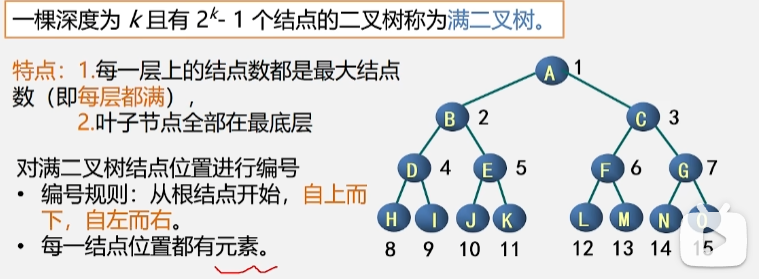 一棵深度为 k 且有 2ᵏ- 1 个结点的二叉树称为满二叉树。
特点：1.每一层上的结点数都是最大结点
数（即每层都满），
2.叶子节点全部在最底层
对满二叉树结点位置进行编号
• 编号规则：从根结点开始，自上而
下，自左而右。
• 每一结点位置都有元素。
A 1
B 2 C 3
D 4 E 5 F 6 G 7
H I J K L M N O
8 9 10 11 12 13 14 15